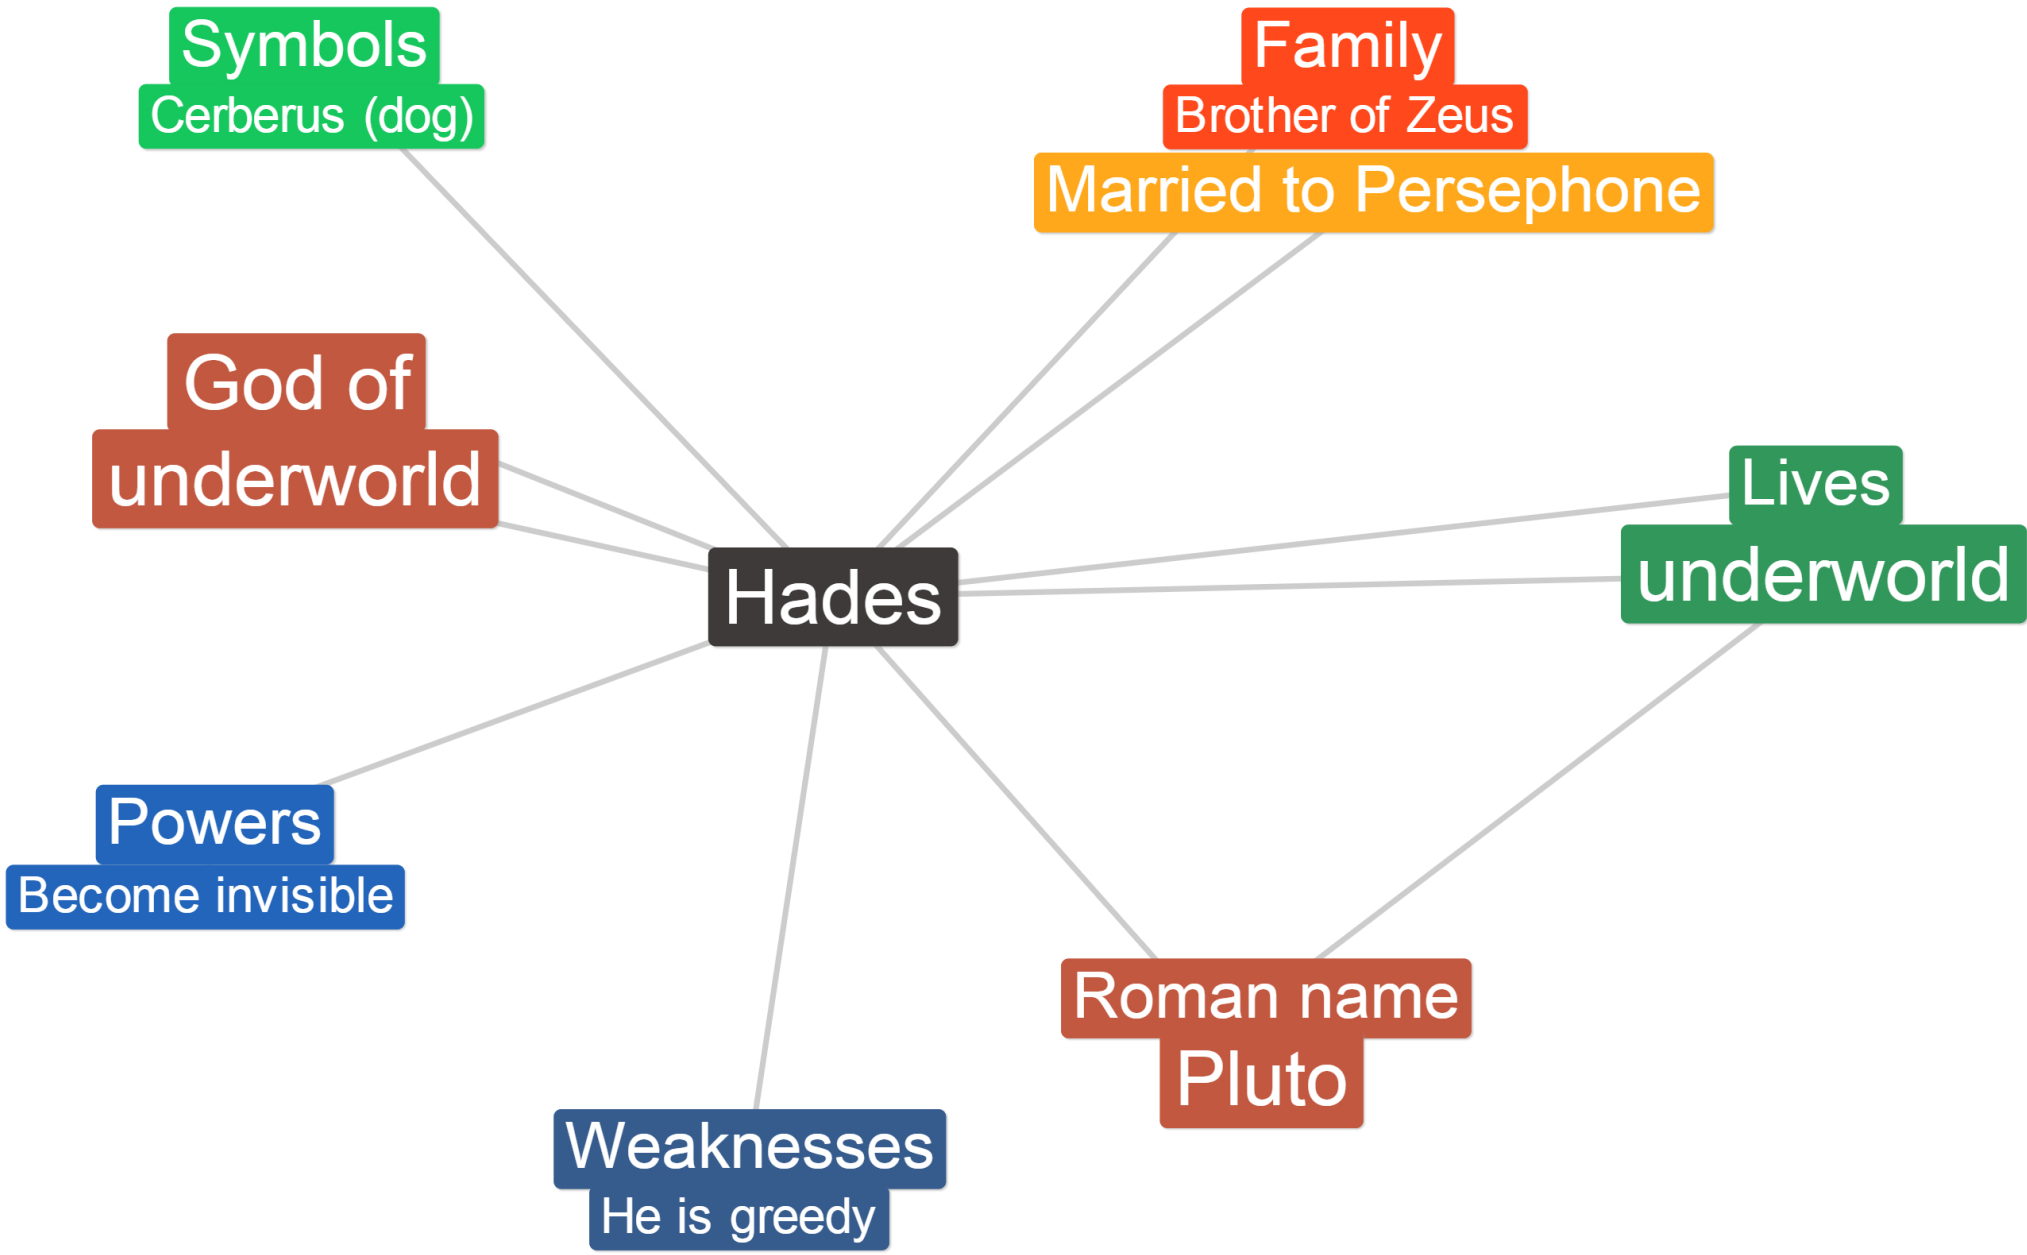 Symbols
Cerberus (dog)
Family
Brother of Zeus
Married to Persephone
God of
underworld
Lives
underworld
Hades
Powers
Become invisible
Roman name
Pluto
Weaknesses
He is greedy